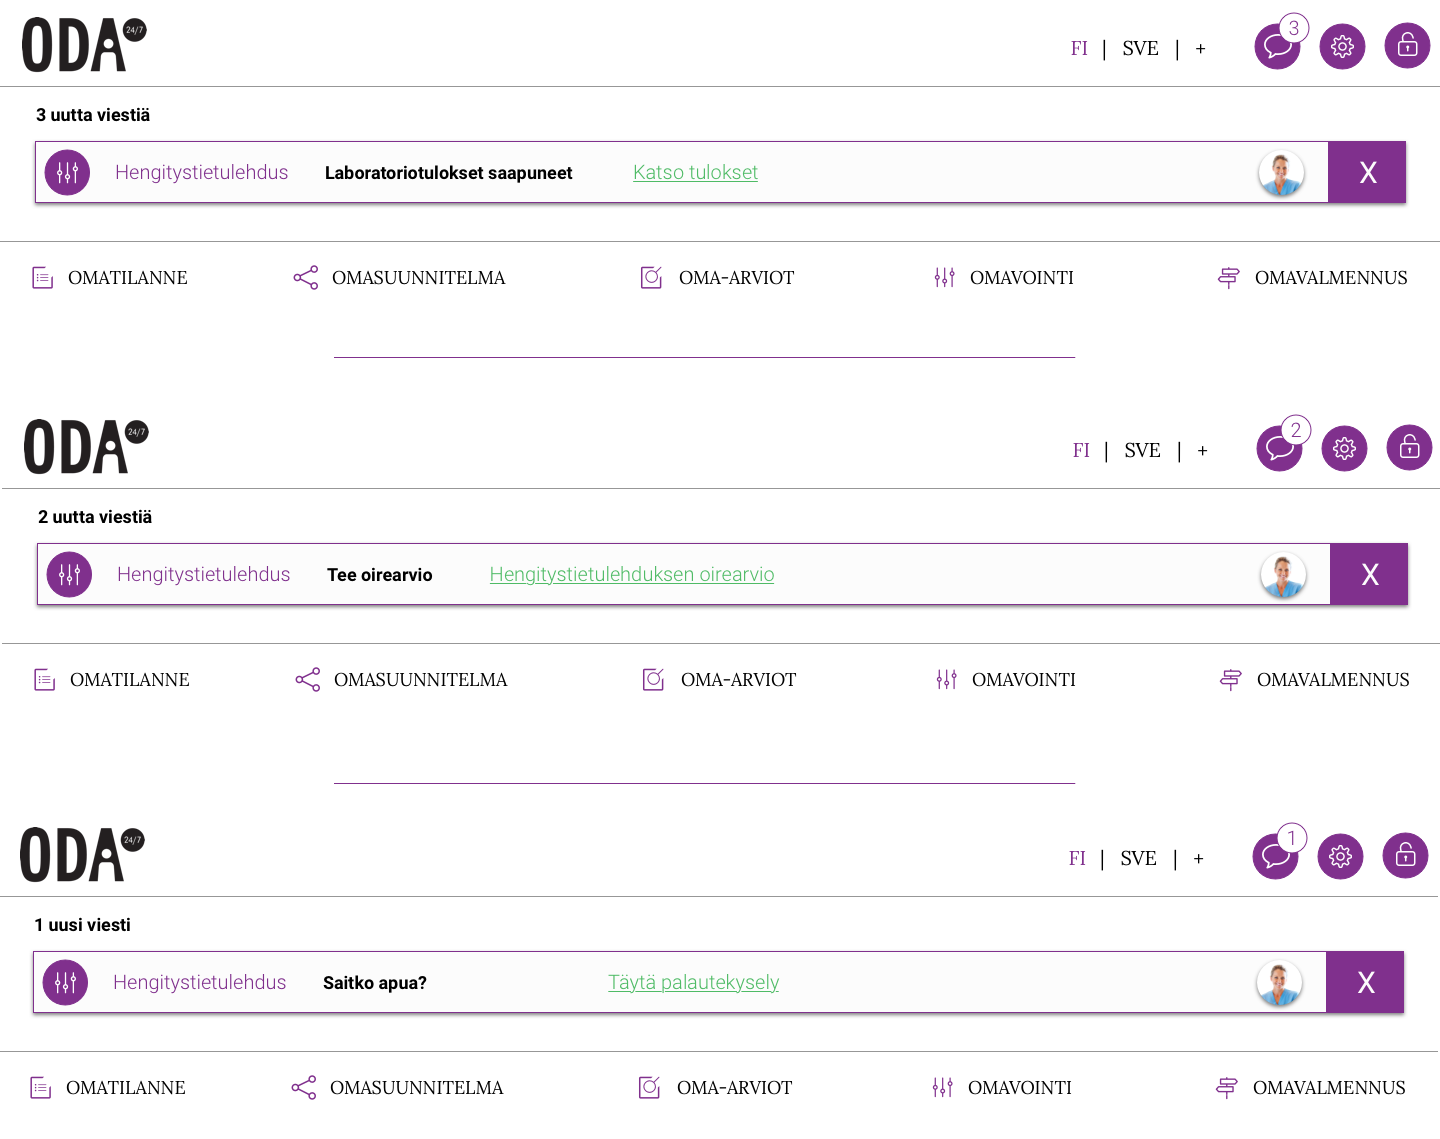 ODA 24/7
FI | SVE | + 3
3 uutta viestiä
Hengitystietulehdus Laboratoriotulokset saapuneet Katso tulokset X
OMATILANNE OMASUUNNITELMA OMA-ARVIOT OMAVOINTI OMAVALMENNUS
ODA 24/7
FI | SVE | + 2
2 uutta viestiä
Hengitystietulehdus Tee oirearvio Hengitystietulehduksen oirearvio X
OMATILANNE OMASUUNNITELMA OMA-ARVIOT OMAVOINTI OMAVALMENNUS
ODA 24/7
FI | SVE | + 1
1 uusi viesti
Hengitystietulehdus Saitko apua? Täytä palautekysely X
OMATILANNE OMASUUNNITELMA OMA-ARVIOT OMAVOINTI OMAVALMENNUS